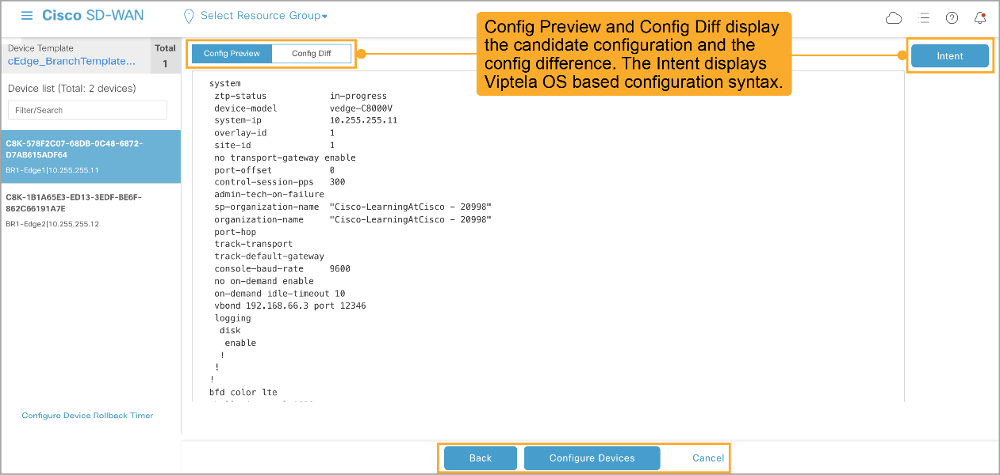 Cisco SD-WAN
Select Resource Group▾
Config Preview and Config Diff display
the candidate configuration and the
config difference. The Intent displays
Viptela OS based configuration syntax.
Device Template
cEdge_BranchTemplate...
Total
1
Config Preview
Config Diff
Intent
Device list (Total: 2 devices)
Filter/Search
C8K-578F2C07-68DB-0C48-6872-
D7AB615ADF64
BR1-Edge1|10.255.255.11
C8K-1B1A65E3-ED13-3EDF-BE6F-
862C66191A7E
BR1-Edge2|10.255.255.12
Configure Device Rollback Timer
system
ztp-status in-progress
device-model vedge-C8000V
system-ip 10.255.255.11
overlay-id 1
site-id 1
no transport-gateway enable
port-offset 0
control-session-pps 300
admin-tech-on-failure
sp-organization-name "Cisco-LearningAtCisco - 20998"
organization-name "Cisco-LearningAtCisco - 20998"
port-hop
track-transport
track-default-gateway
console-baud-rate 9600
no on-demand enable
on-demand idle-timeout 10
vbond 192.168.66.3 port 12346
logging
disk
enable
!
!
!
bfd color lte
Back
Configure Devices
Cancel